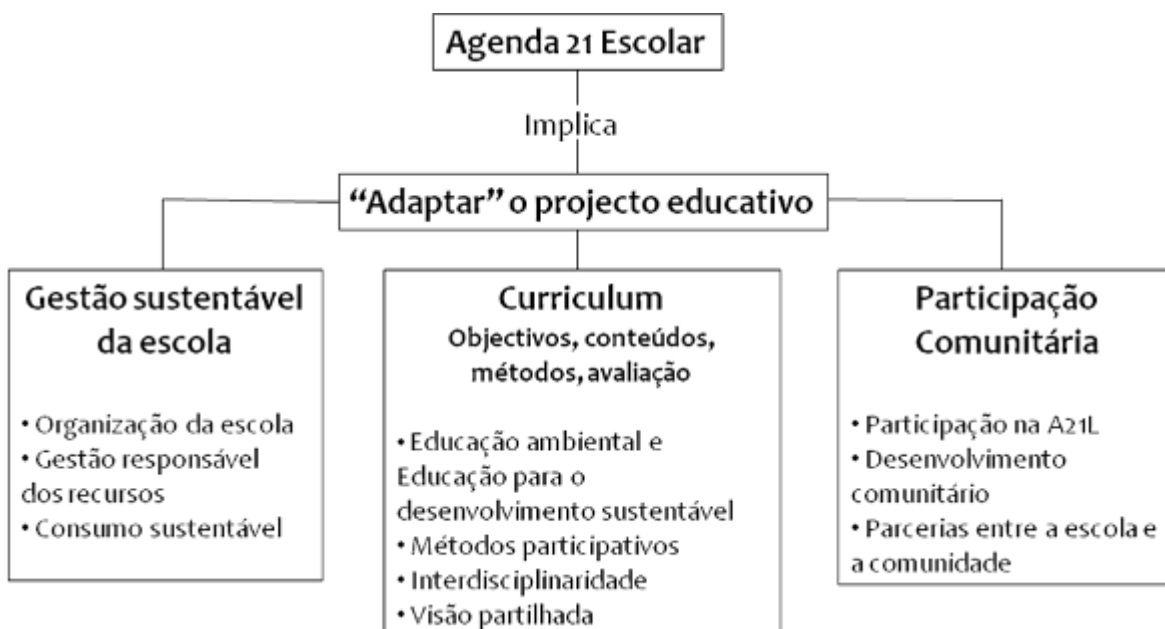 Agenda 21 Escolar
Implica
“Adaptar” o projecto educativo
Gestão sustentável
da escola
• Organização da escola
• Gestão responsável
dos recursos
• Consumo sustentável
Curriculum
Objectivos, conteúdos,
métodos, avaliação
• Educação ambiental e
Educação para o
desenvolvimento sustentável
• Métodos participativos
• Interdisciplinaridade
• Visão partilhada
Participação
Comunitária
• Participação na A21L
• Desenvolvimento
comunitário
• Parcerias entre a escola e
a comunidade